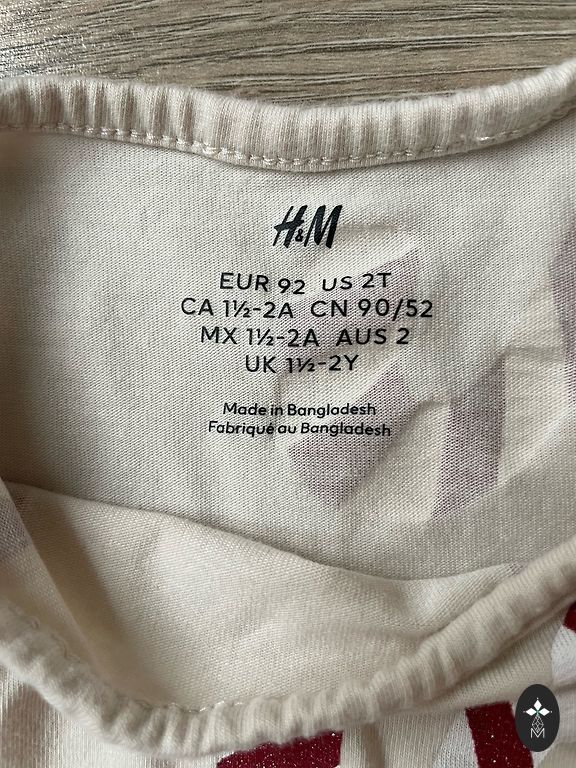 H&M
EUR 92 US 2T
CA 1½-2A CN 90/52
MX 1½-2A AUS 2
UK 1½-2Y
Made in Bangladesh
Fabriqué au Bangladesh
M